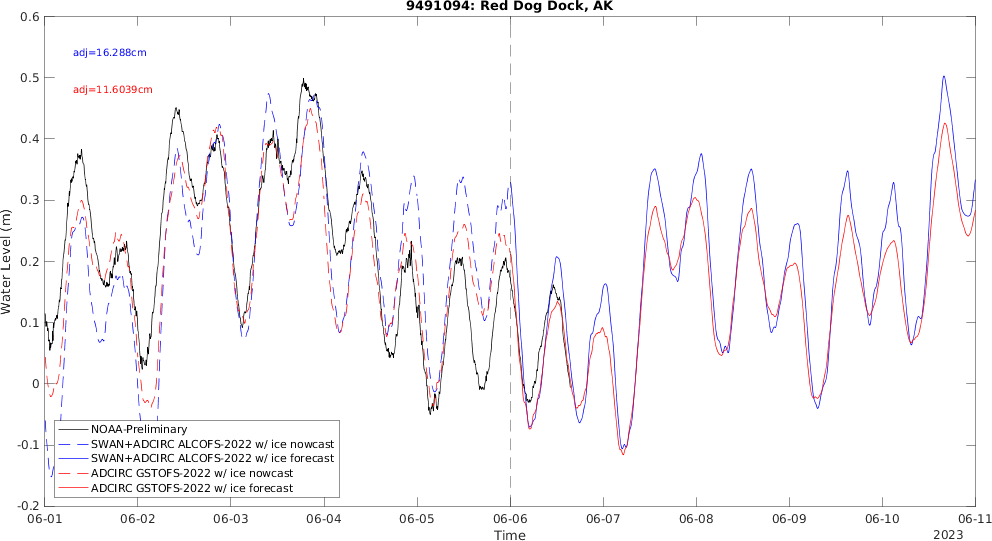 9491094: Red Dog Dock, AK
adj=16.288cm
adj=11.6039cm
Water Level (m)
0.6
0.5
0.4
0.3
0.2
0.1
0
-0.1
-0.2
NOAA-Preliminary
SWAN+ADCIRC ALCOFS-2022 w/ ice nowcast
SWAN+ADCIRC ALCOFS-2022 w/ ice forecast
ADCIRC GSTOFS-2022 w/ ice nowcast
ADCIRC GSTOFS-2022 w/ ice forecast
06-01 06-02 06-03 06-04 06-05 06-06 06-07 06-08 06-09 06-10 06-11
Time
2023